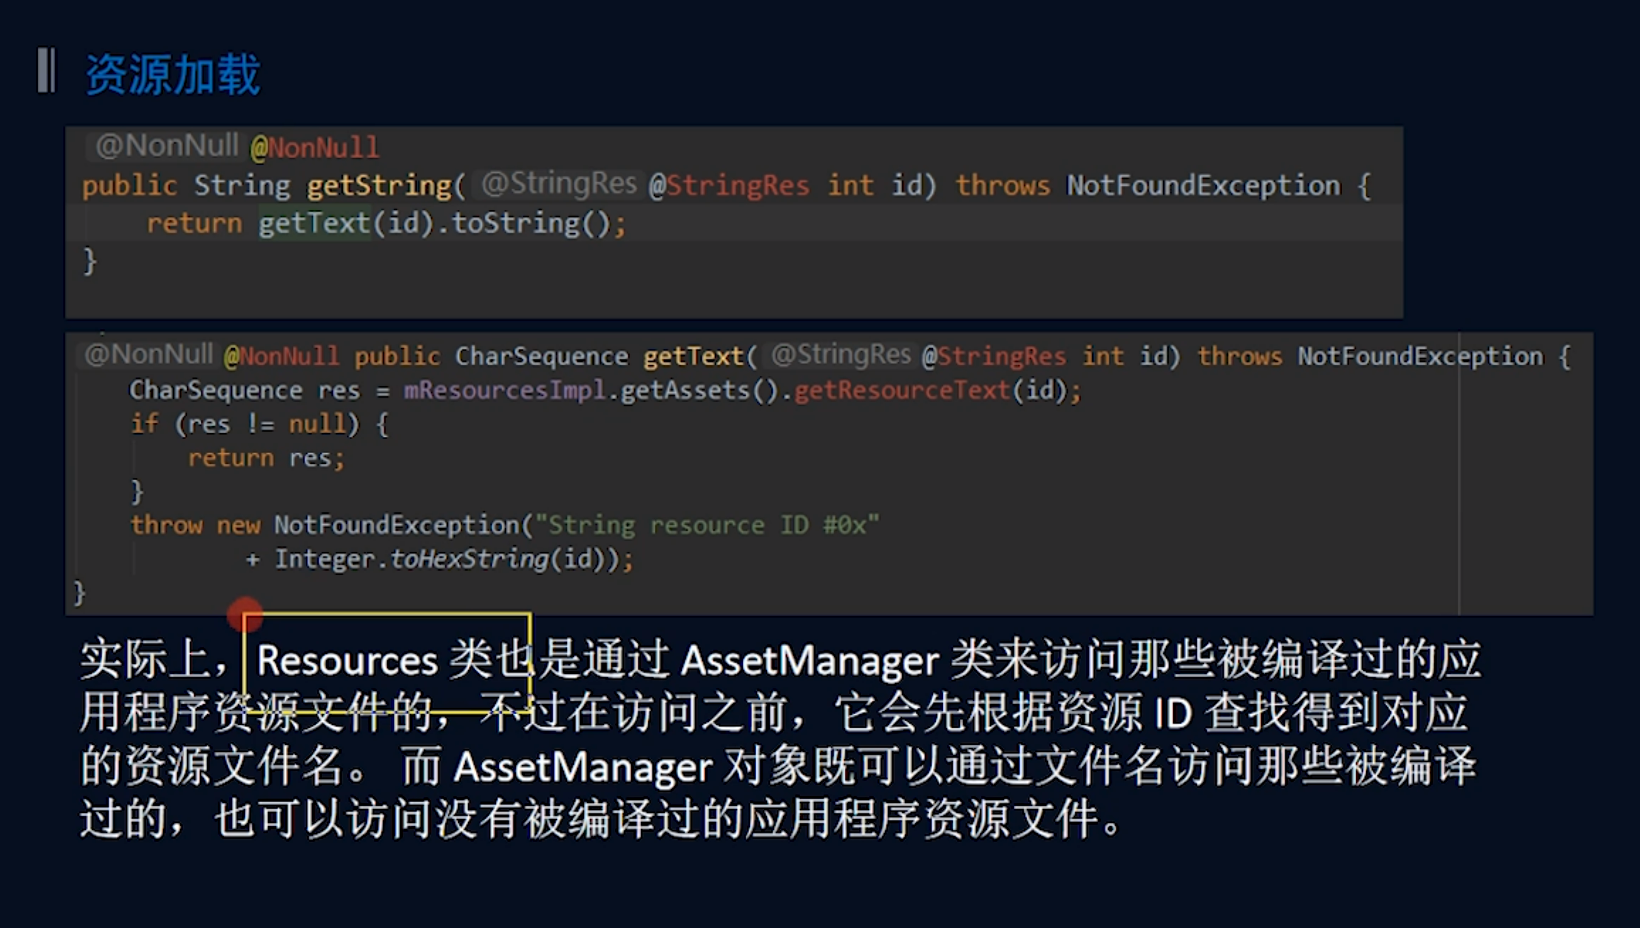 资源加载
@NonNull @NonNull
public String getString( @StringRes @StringRes int id) throws NotFoundException {
return getText(id).toString();
}
@NonNull @NonNull public CharSequence getText( @StringRes @StringRes int id) throws NotFoundException {
CharSequence res = mResourcesImpl.getAssets().getResourceText(id);
if (res != null) {
return res;
}
throw new NotFoundException("String resource ID #0x"
+ Integer.toHexString(id));
}
实际上， Resources 类也是通过 AssetManager 类来访问那些被编译过的应
用程序资源文件的，不过在访问之前，它会先根据资源 ID 查找得到对应
的资源文件名。 而 AssetManager 对象既可以通过文件名访问那些被编译
过的，也可以访问没有被编译过的应用程序资源文件。